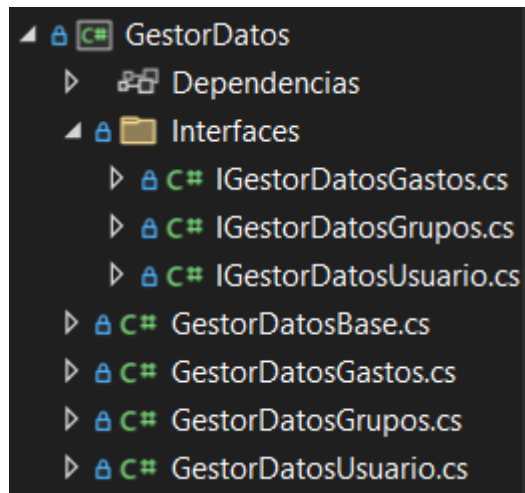 C# GestorDatos
Dependencias
Interfaces
C# IGestorDatosGastos.cs
C# IGestorDatosGrupos.cs
C# IGestorDatosUsuario.cs
C# GestorDatosBase.cs
C# GestorDatosGastos.cs
C# GestorDatosGrupos.cs
C# GestorDatosUsuario.cs